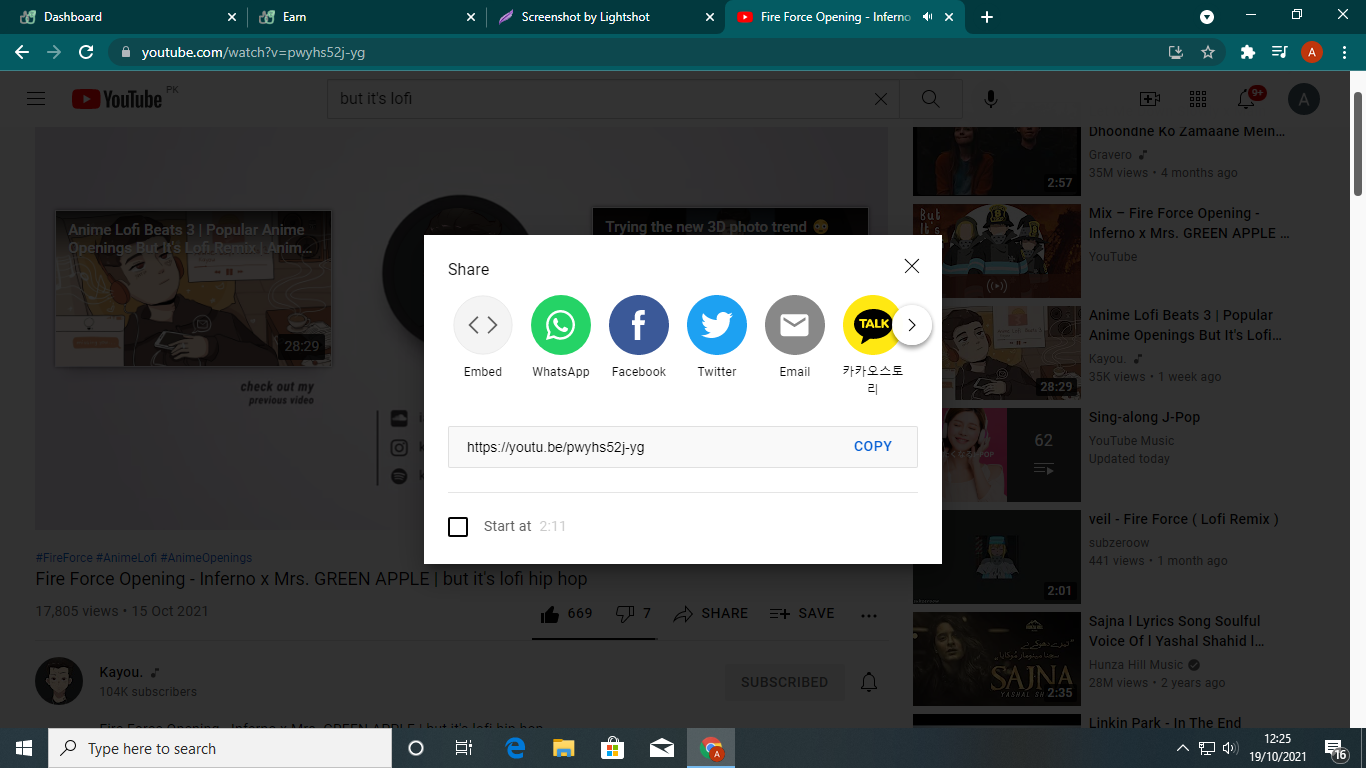 Dashboard
Earn
Screenshot by Lightshot
Fire Force Opening - Inferno
youtube.com/watch?v=pwyhs52j-yg
A
YouTube PK
but it's lofi
9+
A
Anime Lofi Beats 3 | Popular Anime
Openings But It's Lofi Remix | Anim...
28:29
Trying the new 3D photo trend
check out my
previous video
Share
Embed
WhatsApp
Facebook
Twitter
Email
TALK
카카오스토
리
https://youtu.be/pwyhs52j-yg
COPY
Start at 2:11
#FireForce #AnimeLofi #AnimeOpenings
Fire Force Opening - Inferno x Mrs. GREEN APPLE | but it's lofi hip hop
17,805 views • 15 Oct 2021
669
7
SHARE
SAVE
Kayou.
104K subscribers
SUBSCRIBED
Fire Force Opening - Inferno x Mrs. GREEN APPLE | but it's lofi hip hop
Dhoondne Ko Zamaane Mein...
Gravero
35M views • 4 months ago
2:57
But
It's
Mix – Fire Force Opening -
Inferno x Mrs. GREEN APPLE ...
YouTube
Anime Lofi Beats 3 | Popular
Anime Openings But It's Lofi...
Kayou.
35K views • 1 week ago
28:29
Sing-along J-Pop
YouTube Music
Updated today
62
veil - Fire Force ( Lofi Remix )
subzeroow
441 views • 1 month ago
2:01
Sajna l Lyrics Song Soulful
Voice Of l Yashal Shahid l...
Hunza Hill Music
28M views • 2 years ago
SAJNA
2:35
Linkin Park - In The End
Type here to search
A
12:25
19/10/2021
16